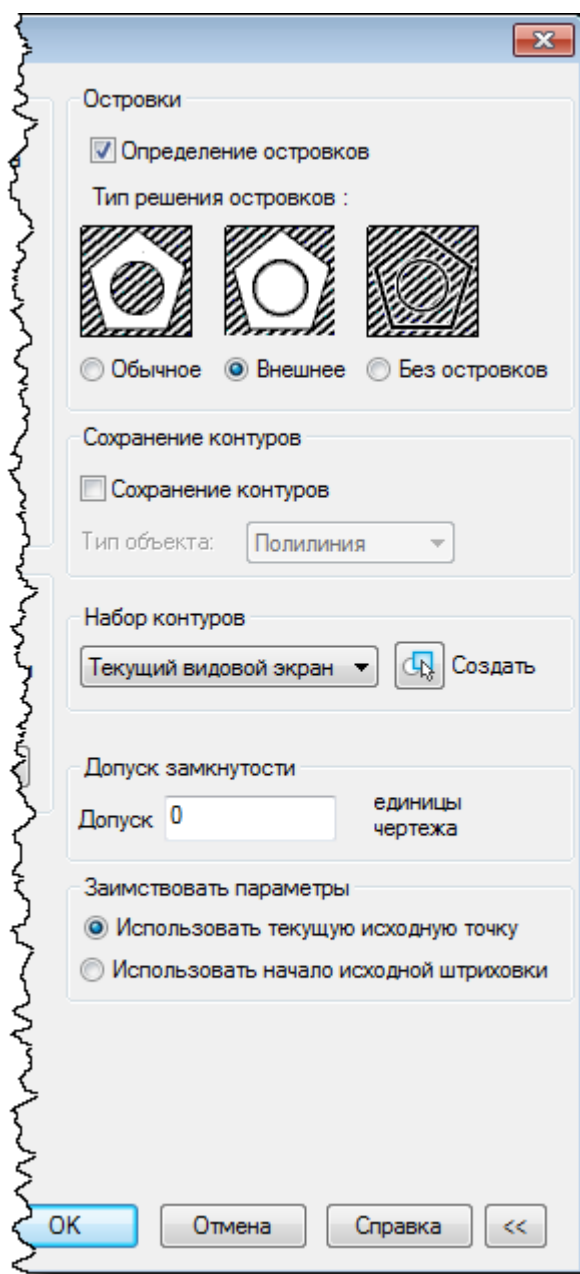 Островки
Определение островков
Тип решения островков :
Обычное Внешнее Без островков
Сохранение контуров
Сохранение контуров
Тип объекта: Полилиния
Набор контуров
Текущий видовой экран Создать
Допуск замкнутости
Допуск 0 единицы
чертежа
Заимствовать параметры
Использовать текущую исходную точку
Использовать начало исходной штриховки
OK Отмена Справка <<